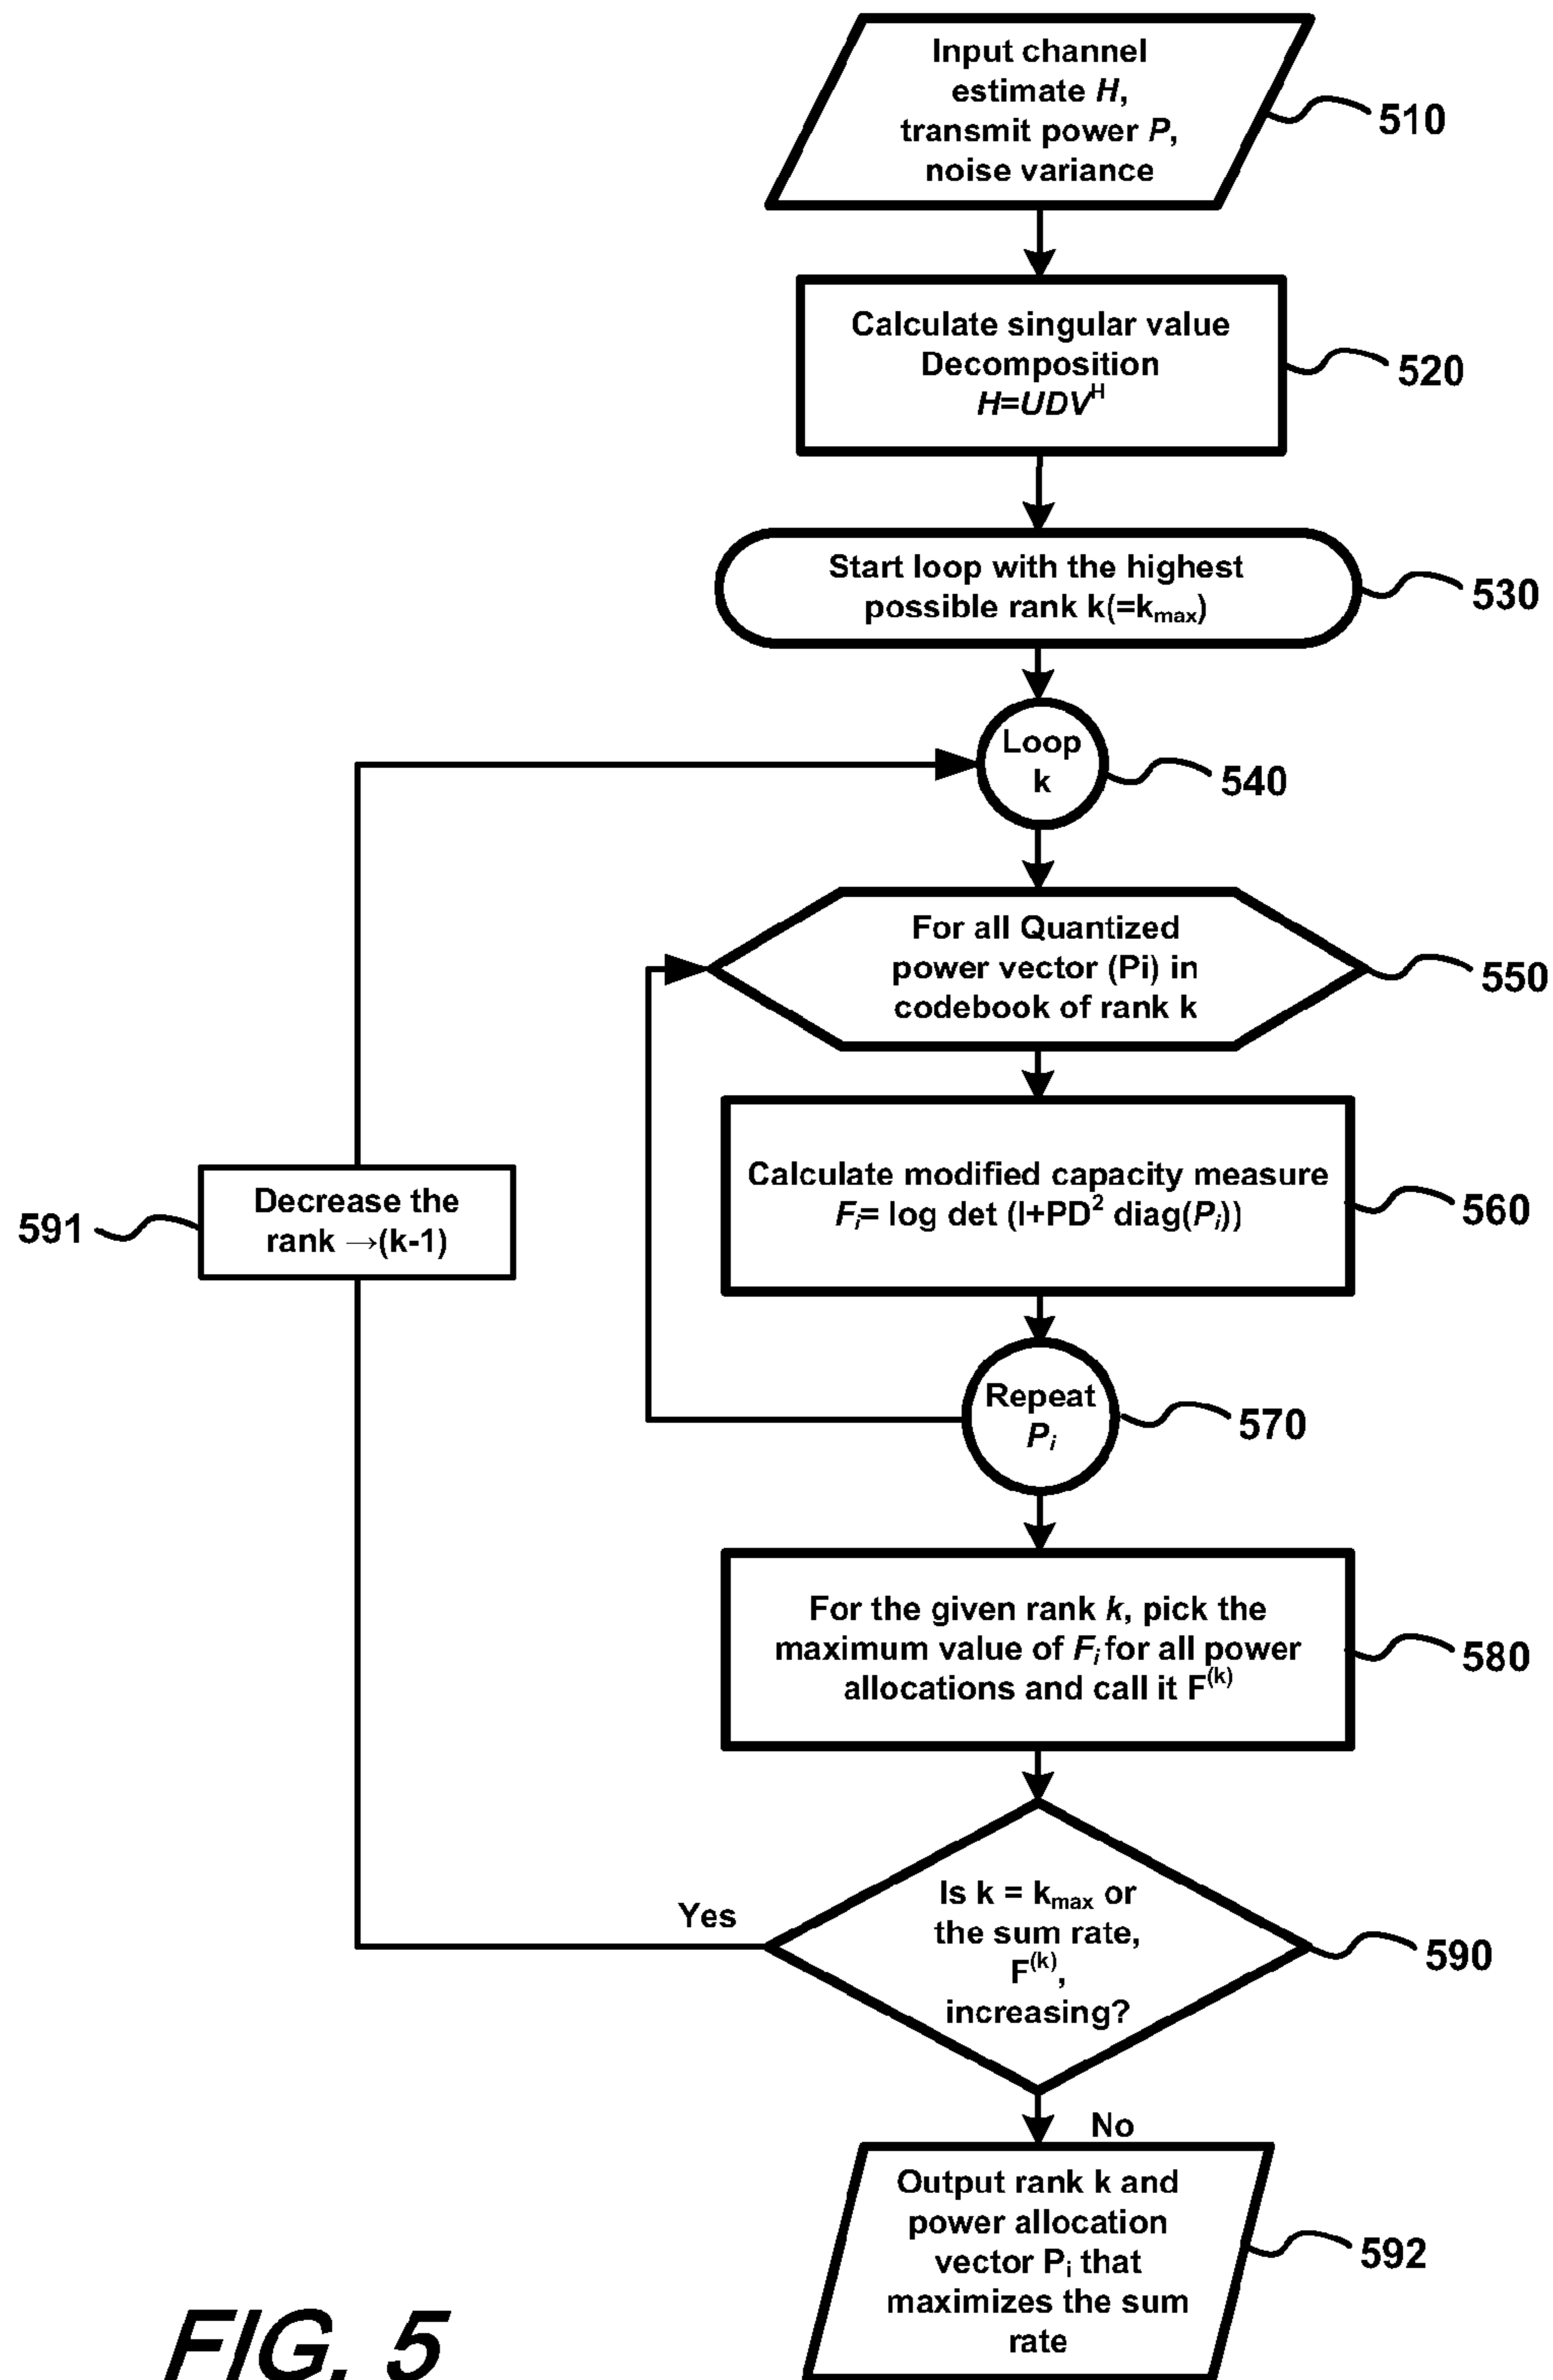 Input channel
estimate H,
transmit power P,
noise variance
510
Calculate singular value
Decomposition
H=UDV^H
520
Start loop with the highest
possible rank k(=k_max)
530
Loop
k
540
For all Quantized
power vector (Pi) in
codebook of rank k
550
Calculate modified capacity measure
F_i= log det (I+PD² diag(P_i))
560
591
Decrease the
rank →(k-1)
Repeat
P_i
570
For the given rank k, pick the
maximum value of F_i for all power
allocations and call it F^(k)
580
Yes
Is k = k_max or
the sum rate,
F^(k),
increasing?
590
No
Output rank k and
power allocation
vector P_i that
maximizes the sum
rate
592
FIG. 5